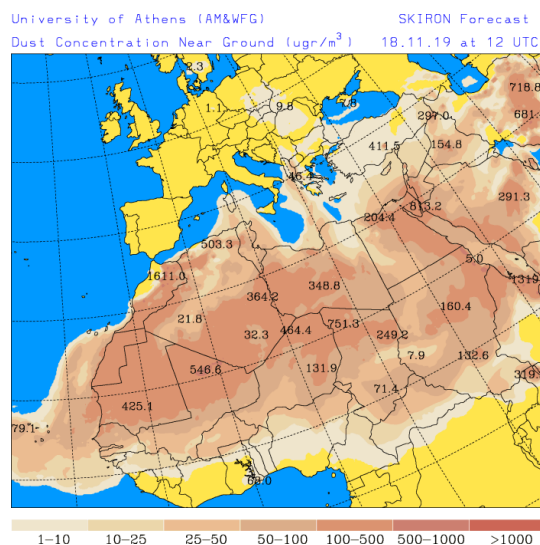 University of Athens (AM&WFG) SKIRON Forecast
Dust Concentration Near Ground (ugr/m³) 18.11.19 at 12 UTC
2.3
718.8
1.1 9.8 7.8
297.0 681.
411.5 154.8
46.4
291.3
204.4 813.2
503.3
5.0
1611.0 348.8 1319
364.2
160.4
21.8 751.3
32.3 464.4 249.2
7.9 132.6
546.6 131.9 319.
71.4
425.1
79.1
68.0
1-10 10-25 25-50 50-100 100-500 500-1000 >1000